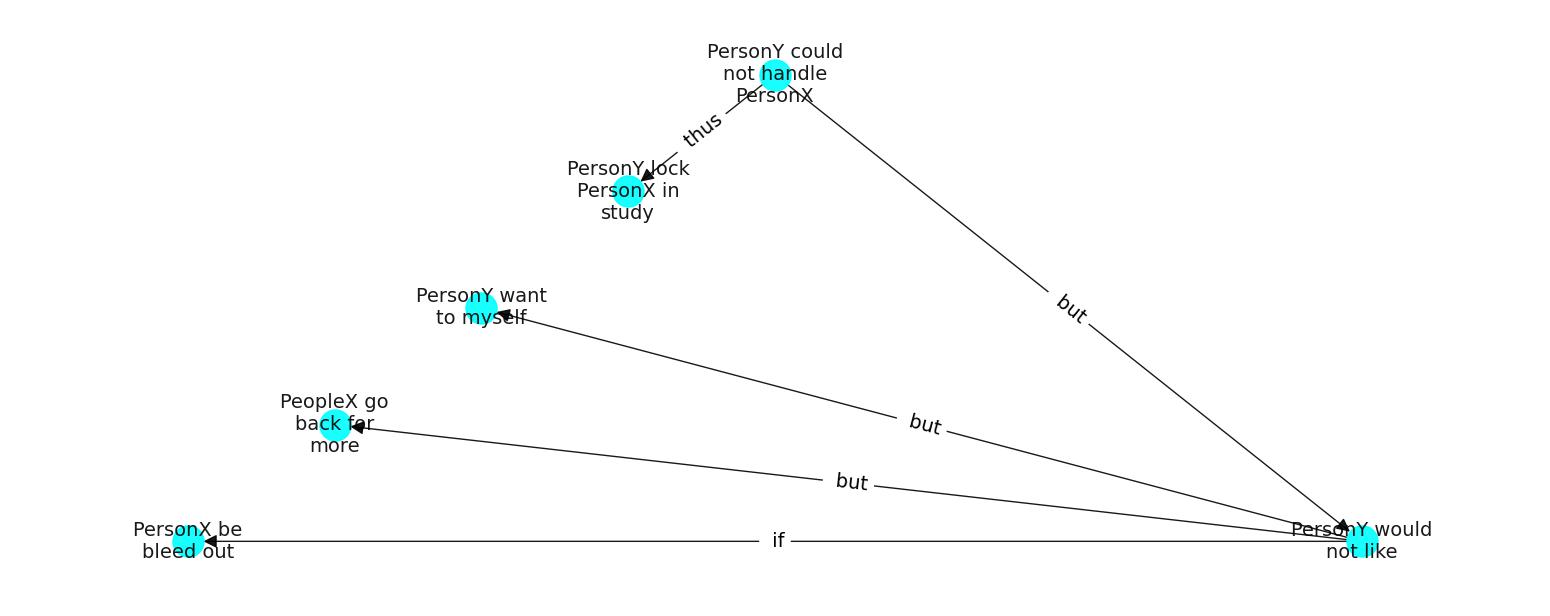 PersonY could
not handle
PersonX
thus
PersonY lock
PersonX in
study
PersonY want
to myself
but
PeopleX go
back for
more
but
but
PersonX be
bleed out
if
PersonY would
not like